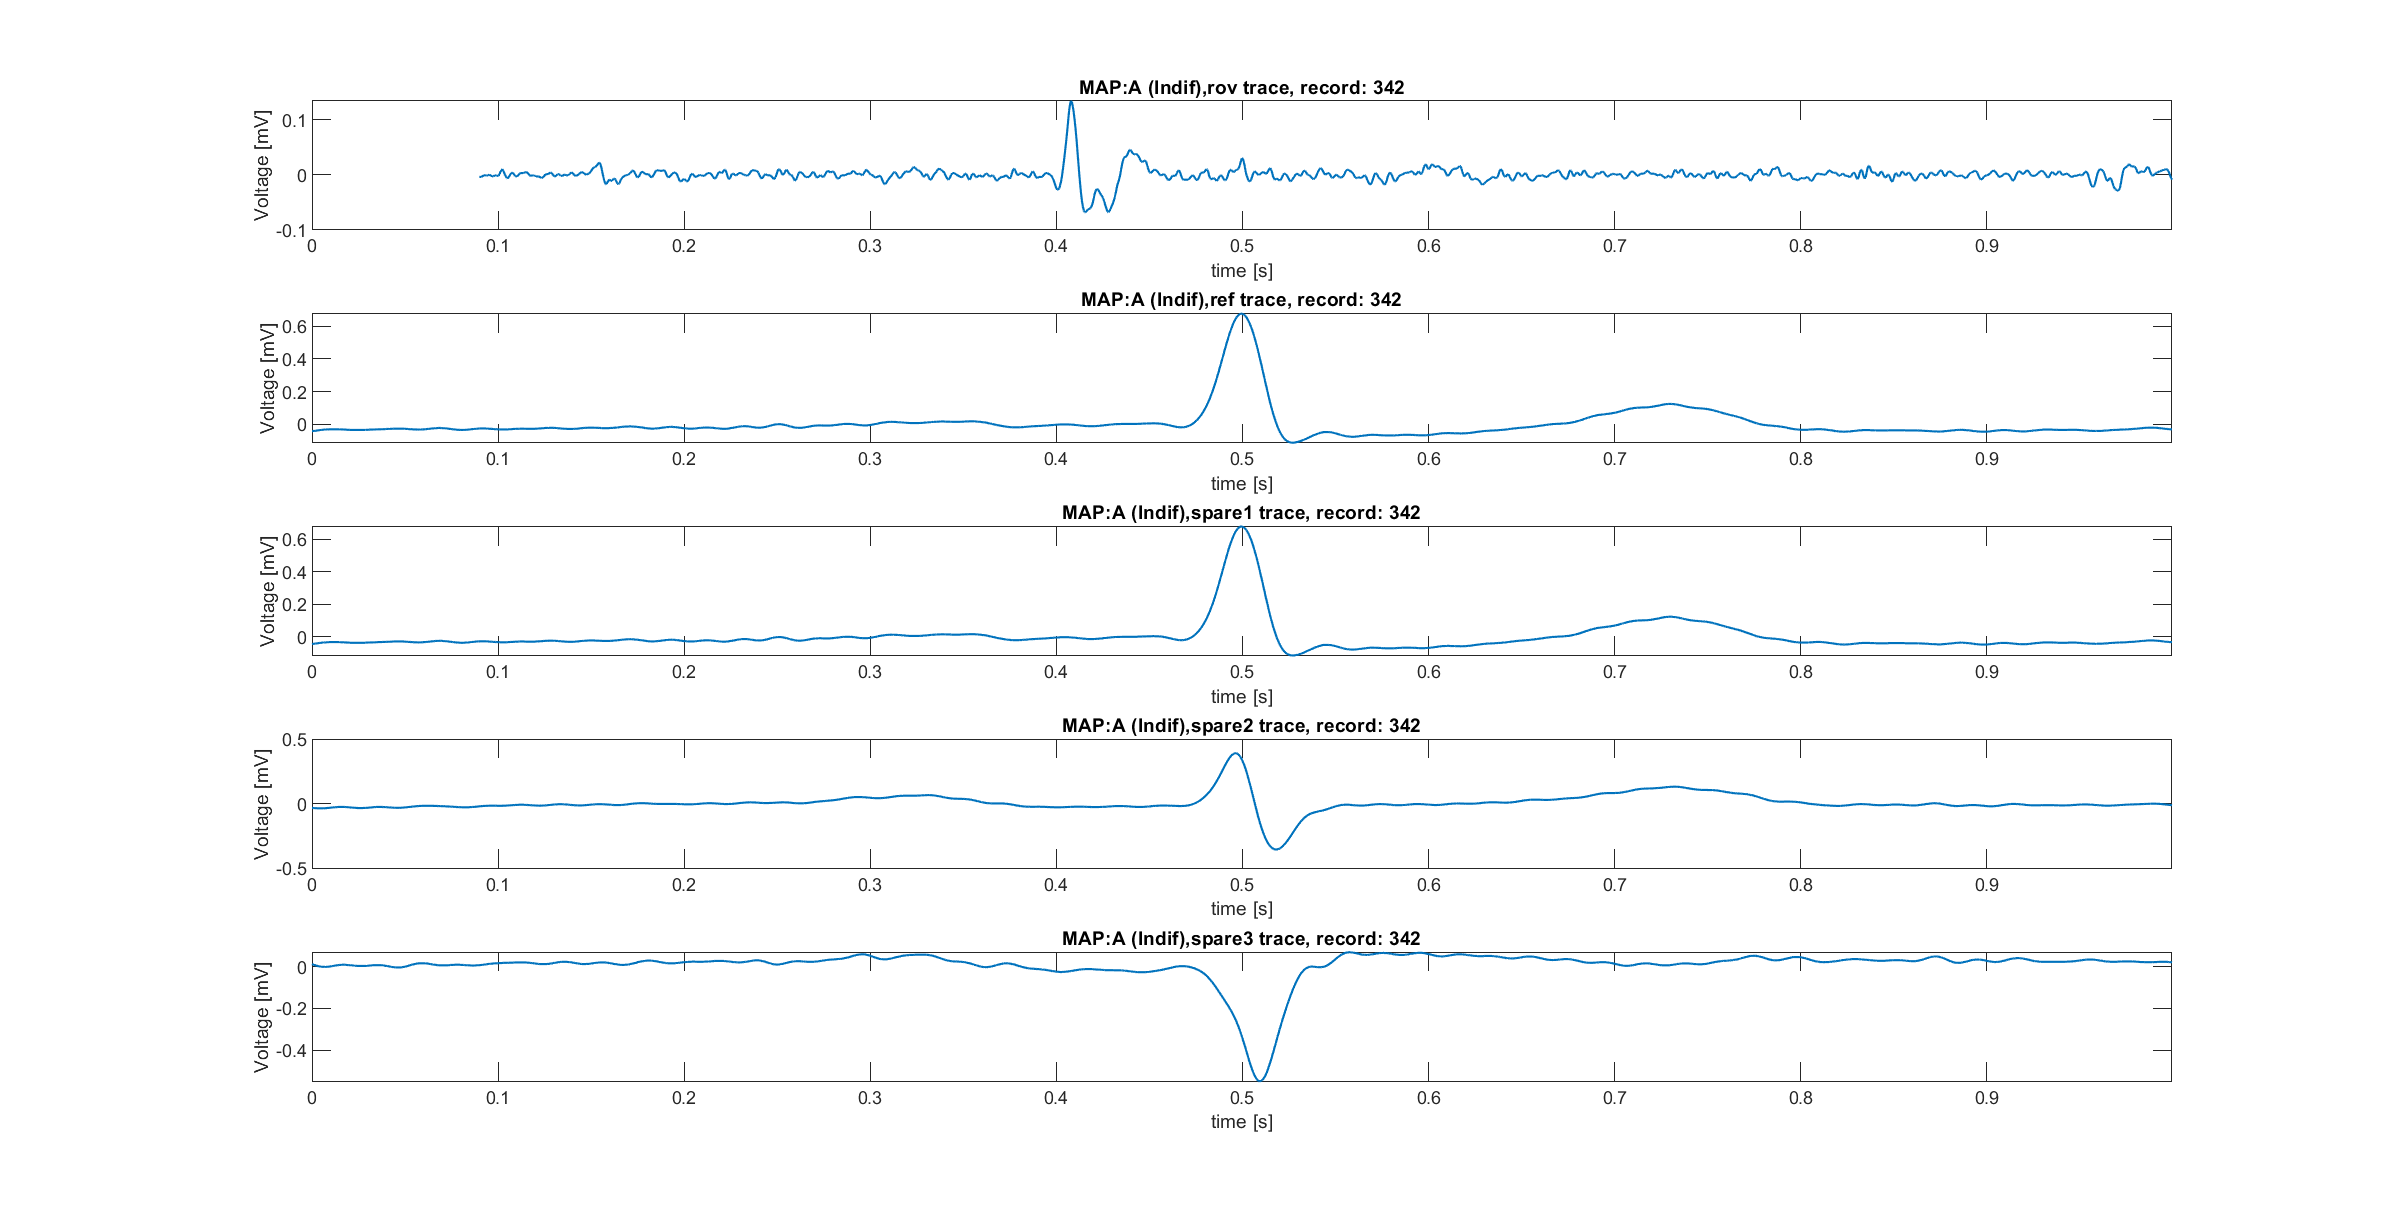 MAP:A (Indif),rov trace, record: 342
Voltage [mV]
0.1
0
-0.1
0 0.1 0.2 0.3 0.4 0.5 0.6 0.7 0.8 0.9
time [s]
MAP:A (Indif),ref trace, record: 342
Voltage [mV]
0.6
0.4
0.2
0
0 0.1 0.2 0.3 0.4 0.5 0.6 0.7 0.8 0.9
time [s]
MAP:A (Indif),spare1 trace, record: 342
Voltage [mV]
0.6
0.4
0.2
0
0 0.1 0.2 0.3 0.4 0.5 0.6 0.7 0.8 0.9
time [s]
MAP:A (Indif),spare2 trace, record: 342
Voltage [mV]
0.5
0
-0.5
0 0.1 0.2 0.3 0.4 0.5 0.6 0.7 0.8 0.9
time [s]
MAP:A (Indif),spare3 trace, record: 342
Voltage [mV]
0
-0.2
-0.4
0 0.1 0.2 0.3 0.4 0.5 0.6 0.7 0.8 0.9
time [s]